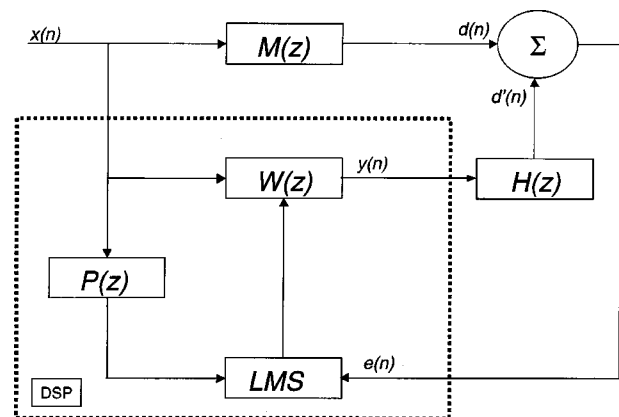 x(n)
M(z)
d(n)
Σ
d'(n)
W(z)
y(n)
H(z)
P(z)
LMS
e(n)
DSP